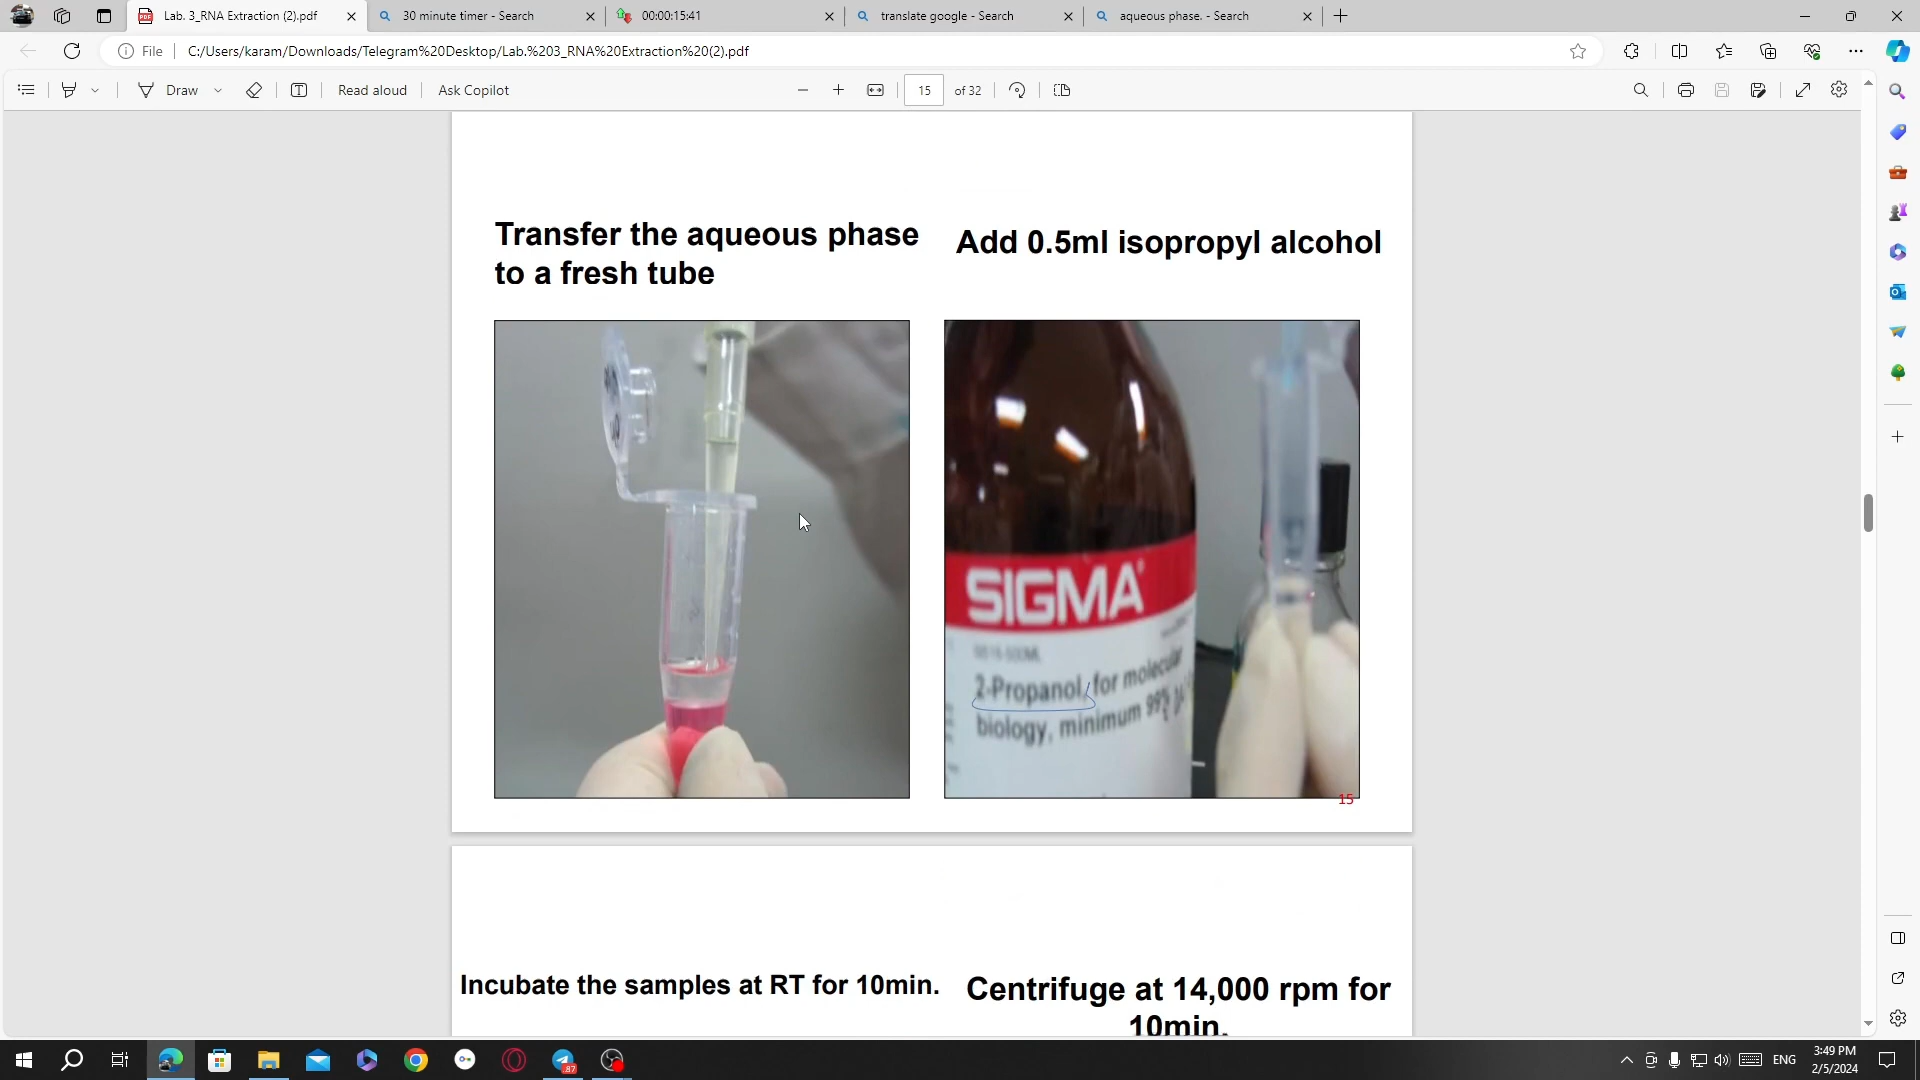 Lab. 3_RNA Extraction (2).pdf
30 minute timer - Search
00:00:15:41
translate google - Search
aqueous phase. - Search
File
C:/Users/karam/Downloads/Telegram%20Desktop/Lab.%203_RNA%20Extraction%20(2).pdf
Draw
Read aloud
Ask Copilot
15 of 32
Transfer the aqueous phase
to a fresh tube
Add 0.5ml isopropyl alcohol
SIGMA
2-Propanol, for molecular
biology, minimum 99%
15
Incubate the samples at RT for 10min.
Centrifuge at 14,000 rpm for
10min.
87
ENG
3:49 PM
2/5/2024